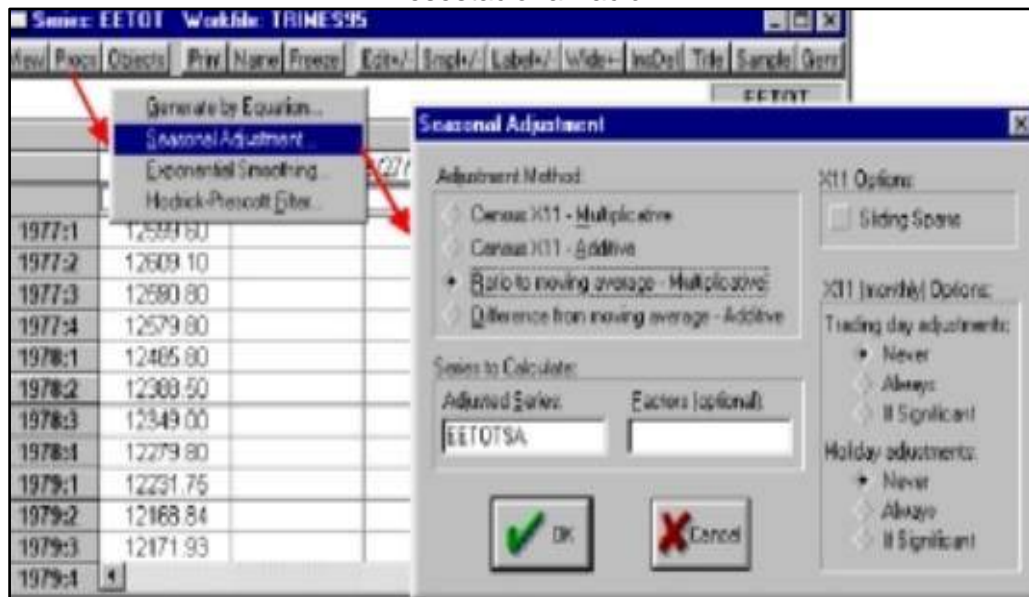 Series: EETOT Workfile: TRIMES95
View Procs Objects Print Name Freeze Edit+/- Smpl+/- Label+/- Wide+- InsDel Title Sample Genr
EETOT
Generate by Equation...
Seasonal Adjustment...
Exponential Smoothing...
Hodrick-Prescott Filter...
1977:1 12599.60
1977:2 12609.10
1977:3 12580.80
1977:4 12579.80
1978:1 12485.80
1978:2 12388.50
1978:3 12349.00
1978:4 12279.80
1979:1 12231.75
1979:2 12168.84
1979:3 12171.93
1979:4
Seasonal Adjustment
Adjustment Method:
Census X11 - Multiplicative
Census X11 - Additive
Ratio to moving average - Multiplicative
Difference from moving average - Additive
Series to Calculate:
Adjusted Series:
Factors (optional):
EETOTSA
OK
Cancel
X11 Options:
Sliding Spans
X11 (monthly) Options:
Trading day adjustments:
Never
Always
If Significant
Holiday adjustments:
Never
Always
If Significant